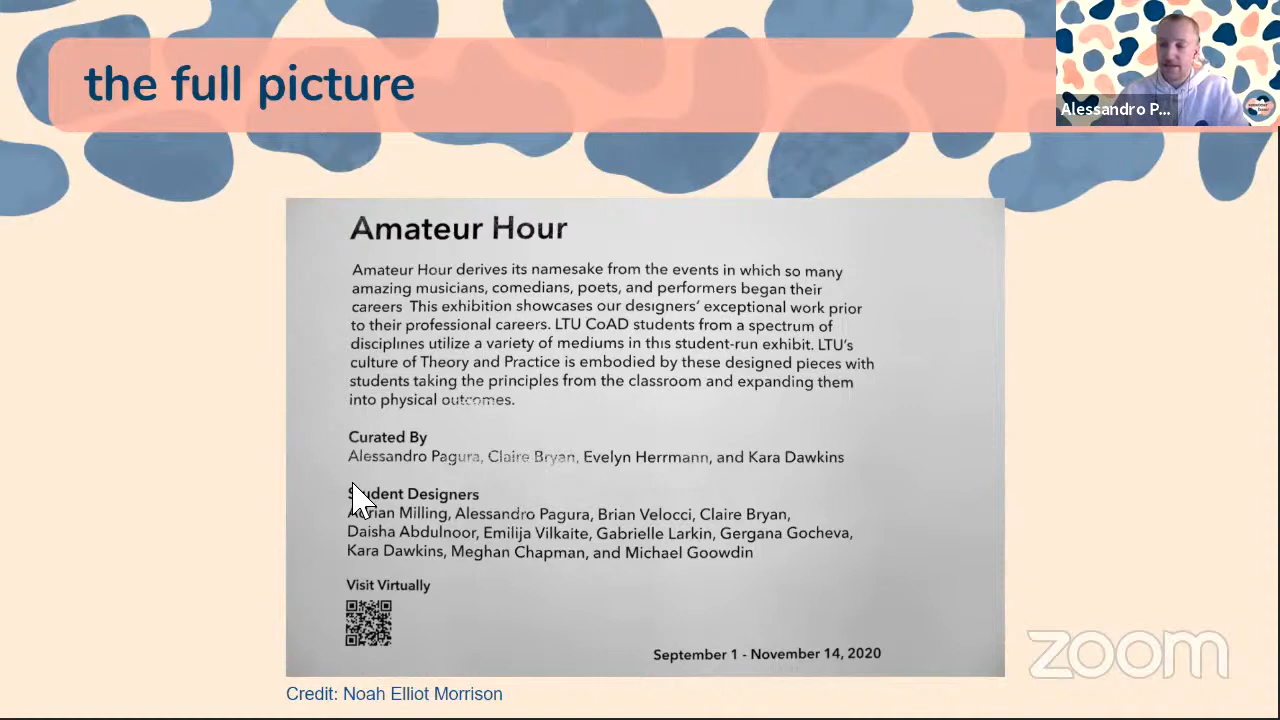 the full picture
Alessandro P...
Amateur Hour
Amateur Hour derives its namesake from the events in which so many
amazing musicians, comedians, poets, and performers began their
careers This exhibition showcases our designers' exceptional work prior
to their professional careers. LTU CoAD students from a spectrum of
disciplines utilize a variety of mediums in this student-run exhibit. LTU's
culture of Theory and Practice is embodied by these designed pieces with
students taking the principles from the classroom and expanding them
into physical outcomes.
Curated By
Alessandro Pagura, Claire Bryan, Evelyn Herrmann, and Kara Dawkins
Student Designers
Milling, Alessandro Pagura, Brian Velocci, Claire Bryan,
Daisha Abdulnoor, Emilija Vilkaite, Gabrielle Larkin, Gergana Gocheva,
Kara Dawkins, Meghan Chapman, and Michael Goowdin
Visit Virtually
September 1 - November 14, 2020
Credit: Noah Elliot Morrison
zoom